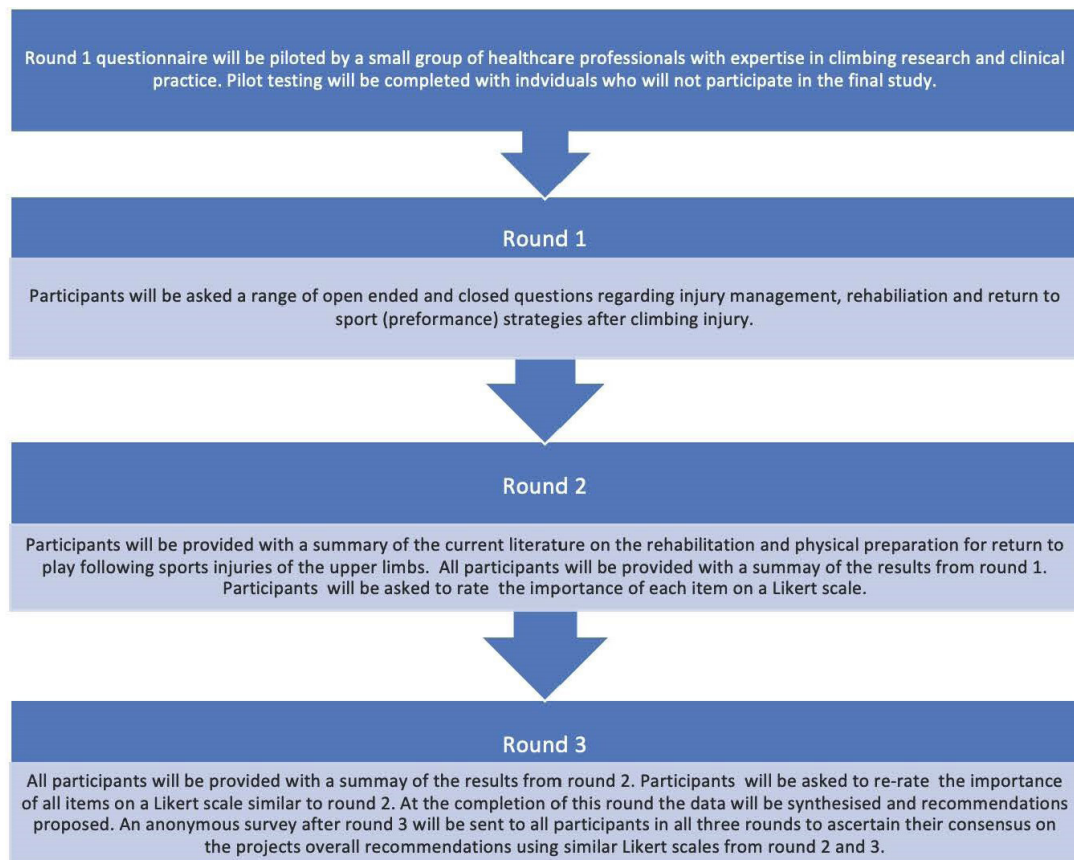 Round 1 questionnaire will be piloted by a small group of healthcare professionals with expertise in climbing research and clinical
practice. Pilot testing will be completed with indviduals who will not participate in the final study.
Round 1
Participants will be asked a range of open ended and closed questions regarding injury management, rehabiliation and return to
sport (preformance) strategies after climbing injury.
Round 2
Participants will be provided with a summary of the current literature on the rehabilitation and physical preparation for return to
play following sports injuries of the upper limbs.  All participants will be provided with a summay of the results from round 1.
Participants  will be asked to rate  the importance of each item on a Likert scale.
Round 3
All participants will be provided with a summay of the results from round 2. Participants  will be asked to re-rate  the importance
of all items on a Likert scale similar to round 2. At the completion of this round the data will be synthesised and recommendations
proposed. An anonymous survey after round 3 will be sent to all participants in all three rounds to ascertain their consensus on
the projects overall recommendations using similar Likert scales from round 2 and 3.